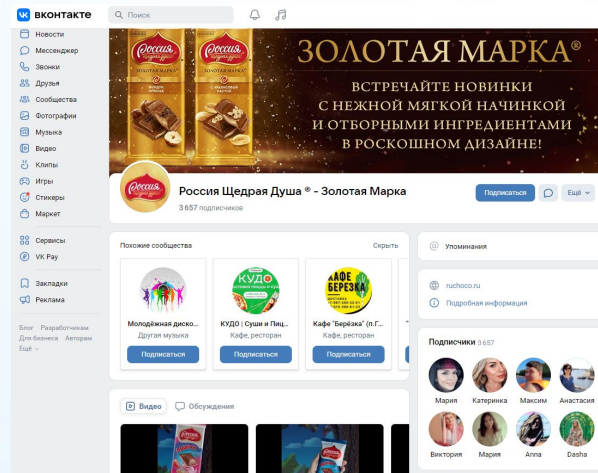 ВКОНТАКТЕ
Поиск
Новости
Мессенджер
Звонки
Друзья
Сообщества
Фотографии
Музыка
Видео
Клипы
Игры
Стикеры
Маркет
Сервисы
VK Pay
Закладки
Реклама
Блог Разработчикам
Для бизнеса Авторам
Ещё
Россия
ЗОЛОТАЯ МАРКА
Россия
ЗОЛОТАЯ МАРКА
ЗОЛОТАЯ МАРКА®
ВСТРЕЧАЙТЕ НОВИНКИ
С НЕЖНОЙ МЯГКОЙ НАЧИНКОЙ
И ОТБОРНЫМИ ИНГРЕДИЕНТАМИ
В РОСКОШНОМ ДИЗАЙНЕ!
Россия
Россия Щедрая Душа ® - Золотая Марка
3 657 подписчиков
Подписаться
Ещё
Похожие сообщества
Скрыть
Молодёжная диско...
Другая музыка
Подписаться
КУДО
КУДО | Суши и Пиц...
Кафе, ресторан
Подписаться
КАФЕ
БЕРЕЗКА
Кафе "Берёзка" (п.Г...
Кафе, ресторан
Подписаться
Видео
Обсуждения
Упоминания
ruchoco.ru
Подробная информация
Подписчики 3 657
Мария
Катеринка
Максим
Анастасия
Виктория
Мария
Anna
Dasha